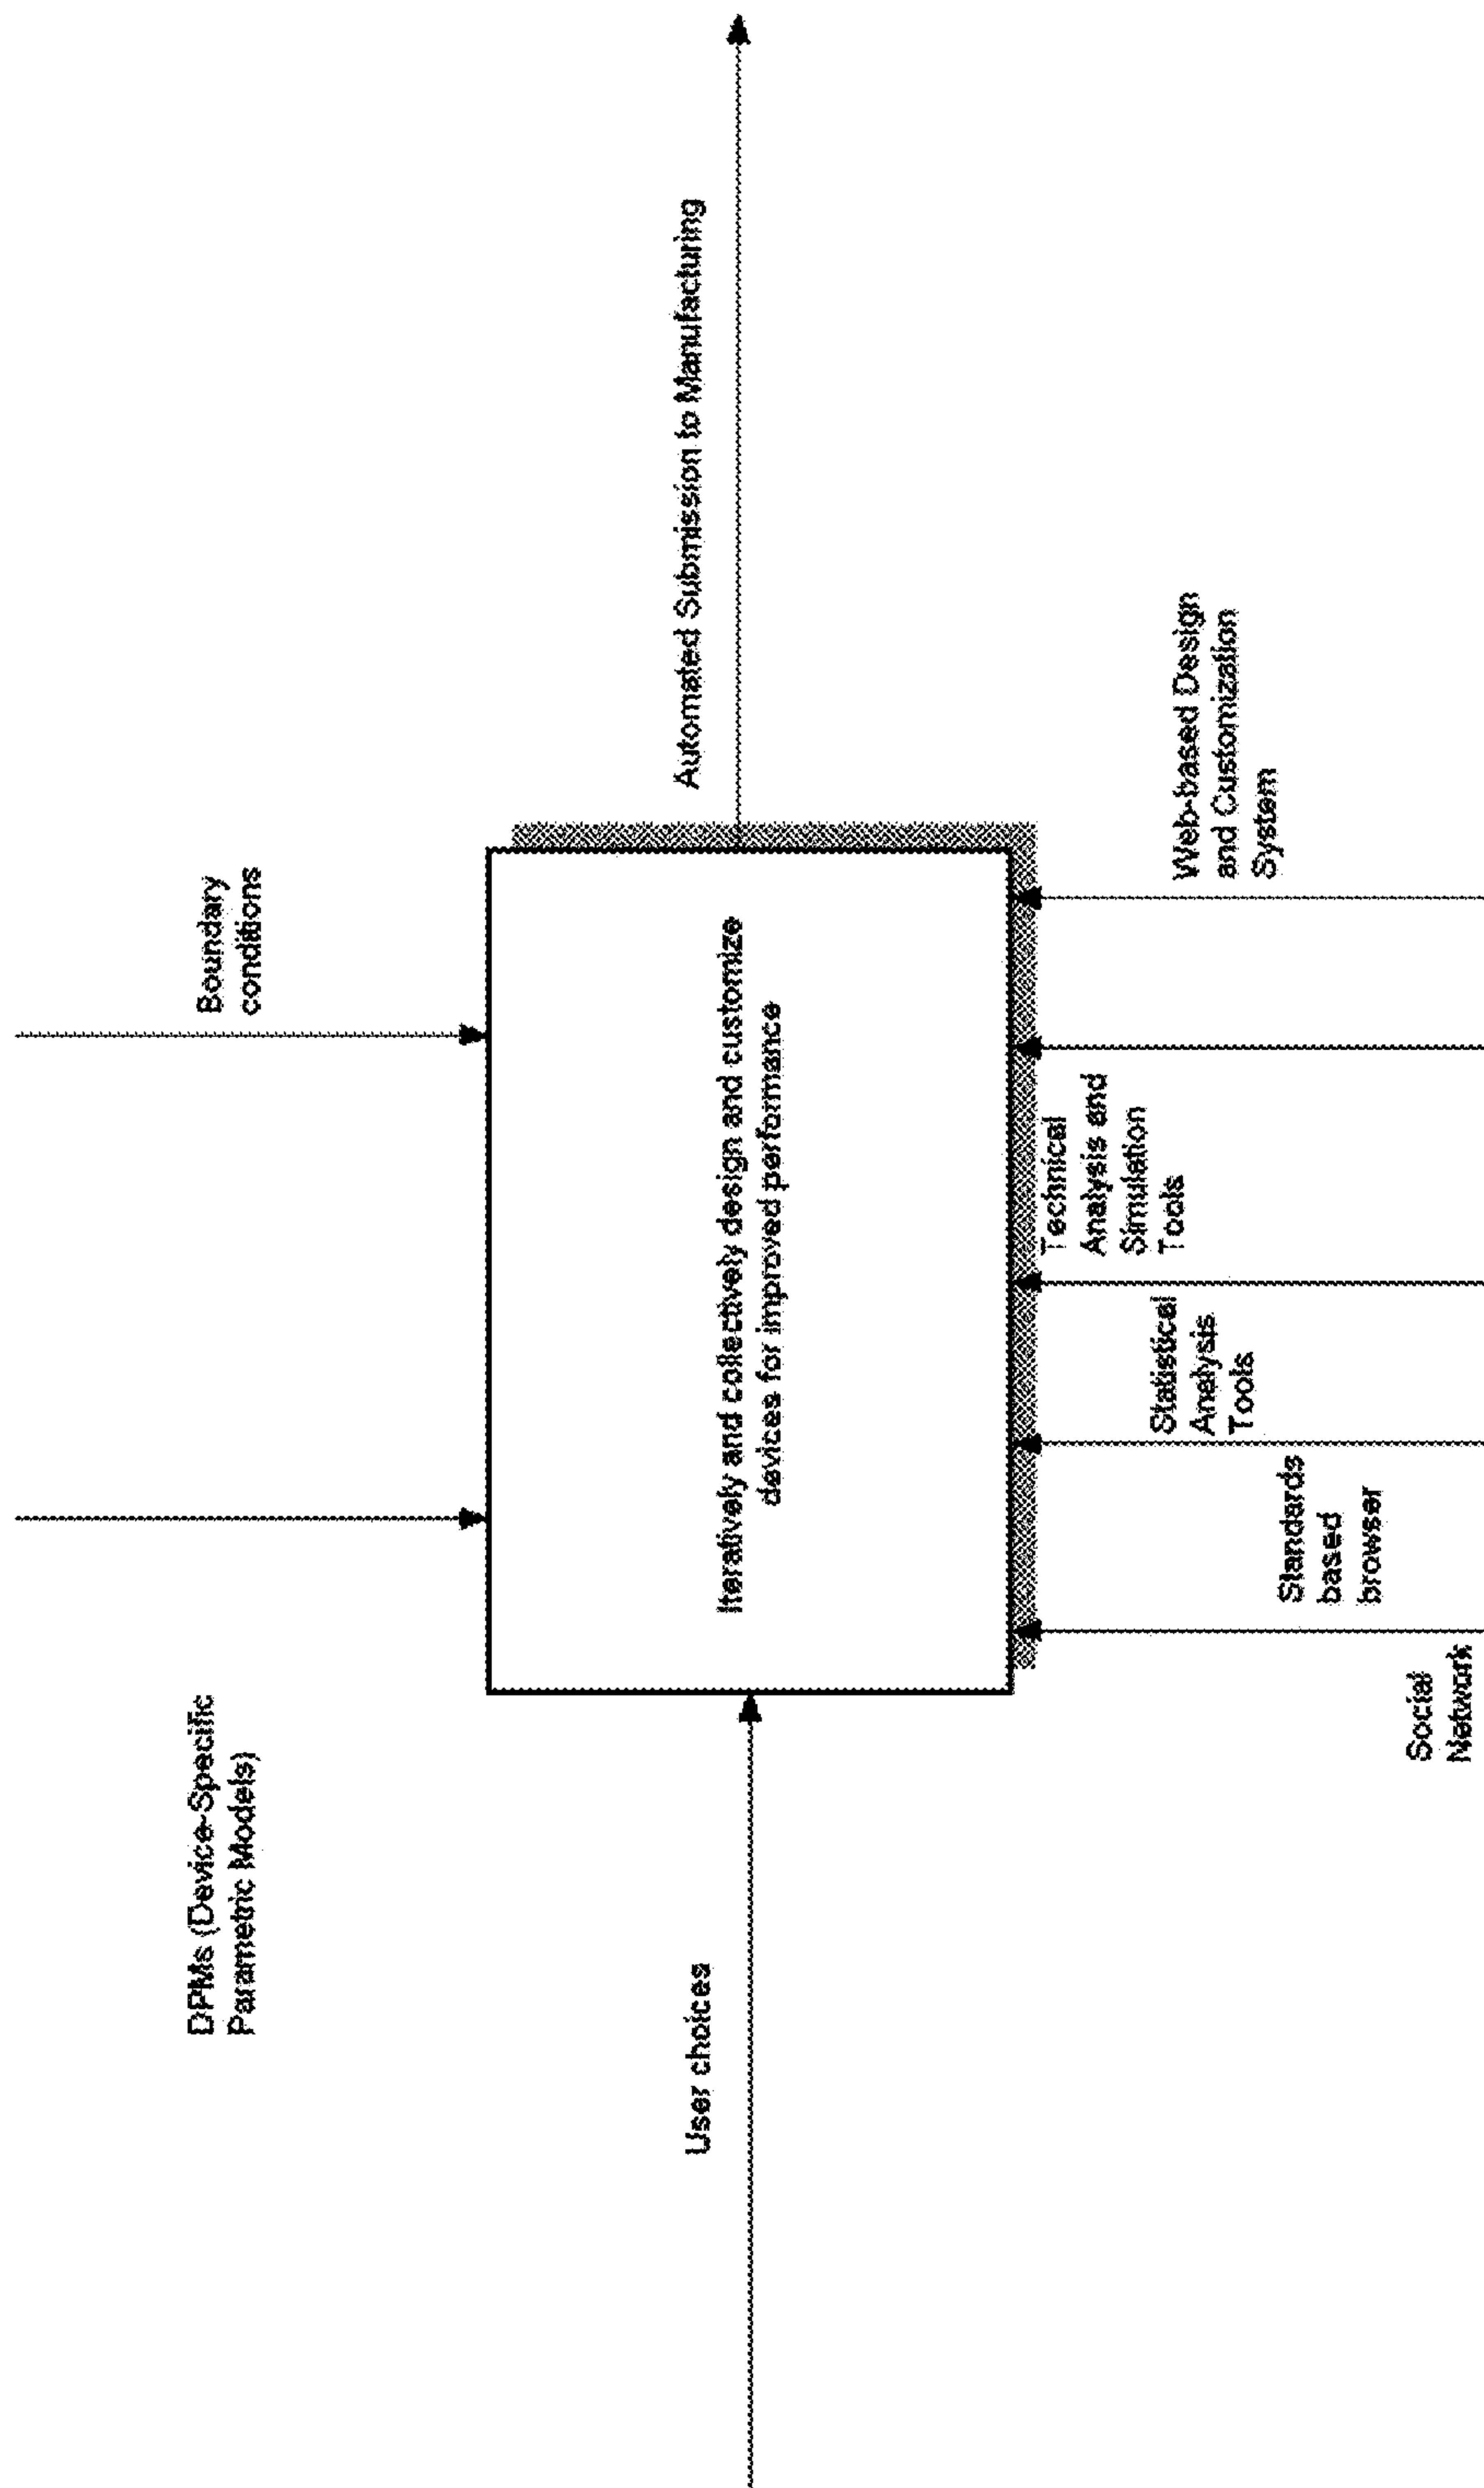 DPMs (Device-Specific
Parametric Models)
Boundary
conditions
User choices
Automated Submission to Manufacturing
Iteratively and collectively design and customize
devices for improved performance
Social
Network
Standards
based
browser
Statistical
Analysis
Tools
Technical
Analysis and
Simulation
Tools
Web-based Design
and Customization
System